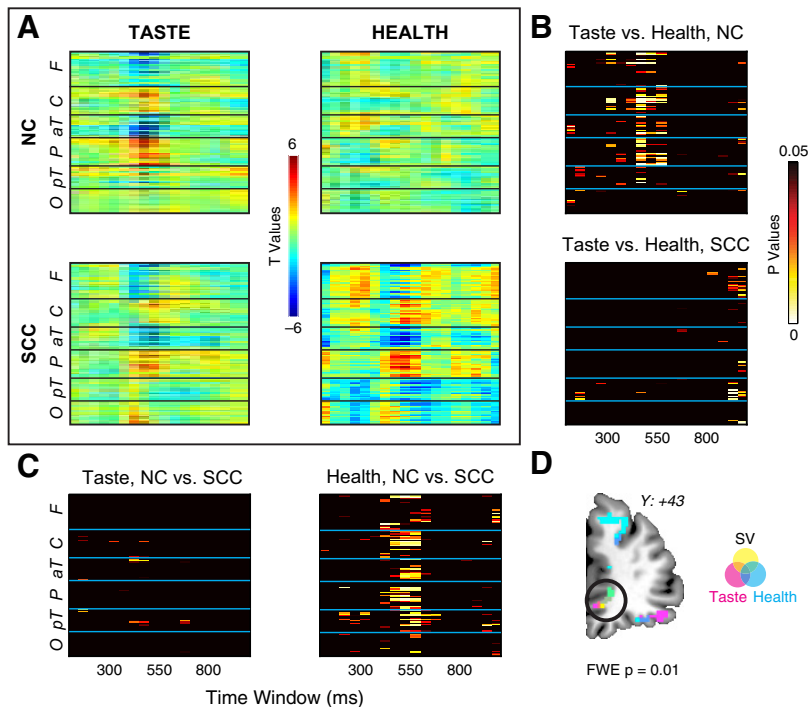 A
TASTE
HEALTH
NC
F
C
aT
P
pT
O
6
T Values
−6
SCC
F
C
aT
P
pT
O
B
Taste vs. Health, NC
0.05
P Values
0
Taste vs. Health, SCC
300 550 800
C
Taste, NC vs. SCC
Health, NC vs. SCC
F
C
aT
P
pT
O
300 550 800
300 550 800
Time Window (ms)
D
Y: +43
SV
Taste Health
FWE p = 0.01